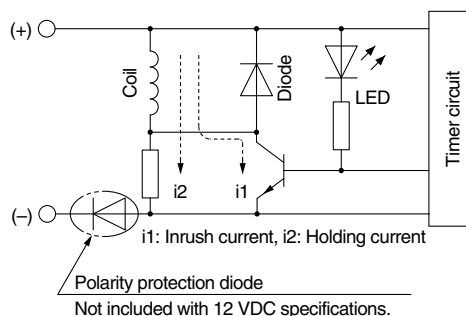 (+)
Coil
Diode
LED
Timer circuit
i2
i1
(–)
i1: Inrush current, i2: Holding current
Polarity protection diode
Not included with 12 VDC specifications.